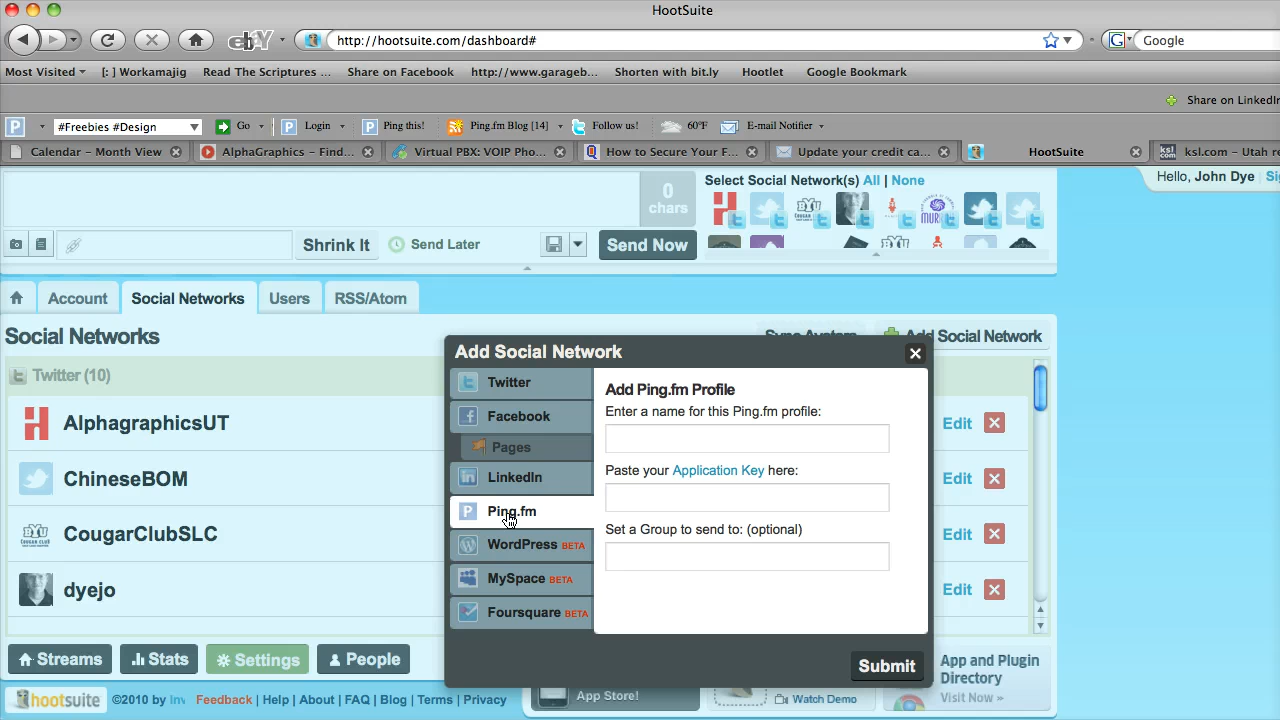 HootSuite
ebY
http://hootsuite.com/dashboard#
G Google
Most Visited
[:] Workamajig
Read The Scriptures ...
Share on Facebook
http://www.garageb...
Shorten with bit.ly
Hootlet
Google Bookmark
Share on LinkedIn
P
#Freebies #Design
Go
P Login
P Ping this!
Ping.fm Blog [14]
Follow us!
60°F
E-mail Notifier
Calendar - Month View
AlphaGraphics - Find...
Virtual PBX: VOIP Pho...
Q How to Secure Your F...
Update your credit ca...
HootSuite
ksl.com - Utah re
Hello, John Dye
Si
0
chars
Select Social Network(s) All | None
Shrink It
Send Later
Send Now
Account
Social Networks
Users
RSS/Atom
Social Networks
Sync Avatars
Add Social Network
Twitter (10)
AlphagraphicsUT
Edit
ChineseBOM
Edit
CougarClubSLC
Edit
dyejo
Edit
Add Social Network
Twitter
Facebook
Pages
LinkedIn
P Ping.fm
WordPress BETA
MySpace BETA
Foursquare BETA
Add Ping.fm Profile
Enter a name for this Ping.fm profile:
Paste your Application Key here:
Set a Group to send to: (optional)
Submit
Streams
Stats
Settings
People
hootsuite
©2010 by Inv
Feedback | Help | About | FAQ | Blog | Terms | Privacy
App Store!
Watch Demo
App and Plugin
Directory
Visit Now »